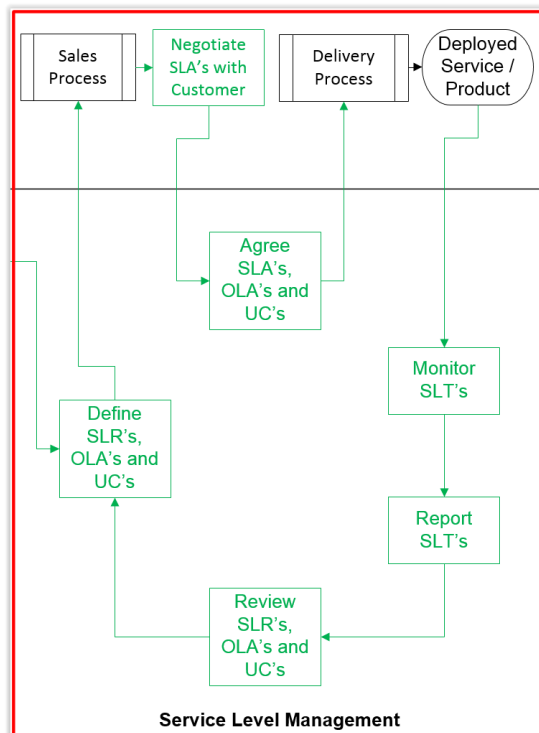 Sales
Process
Negotiate
SLA's with
Customer
Delivery
Process
Deployed
Service /
Product
Agree
SLA's,
OLA's and
UC's
Monitor
SLT's
Define
SLR's,
OLA's and
UC's
Report
SLT's
Review
SLR's,
OLA's and
UC's
Service Level Management